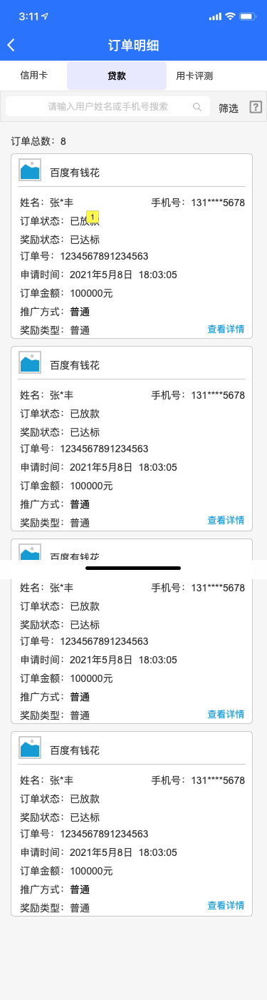 3:11
订单明细
信用卡 贷款 用卡评测
请输入用户姓名或手机号搜索 筛选 ?
订单总数：8
百度有钱花
姓名：张*丰 手机号：131****5678
订单状态：已放款 1
奖励状态：已达标
订单号：1234567891234563
申请时间：2021年5月8日 18:03:05
订单金额：100000元
推广方式：普通
奖励类型：普通 查看详情
百度有钱花
姓名：张*丰 手机号：131****5678
订单状态：已放款
奖励状态：已达标
订单号：1234567891234563
申请时间：2021年5月8日 18:03:05
订单金额：100000元
推广方式：普通
奖励类型：普通 查看详情
百度有钱花
姓名：张*丰 手机号：131****5678
订单状态：已放款
奖励状态：已达标
订单号：1234567891234563
申请时间：2021年5月8日 18:03:05
订单金额：100000元
推广方式：普通
奖励类型：普通 查看详情
百度有钱花
姓名：张*丰 手机号：131****5678
订单状态：已放款
奖励状态：已达标
订单号：1234567891234563
申请时间：2021年5月8日 18:03:05
订单金额：100000元
推广方式：普通
奖励类型：普通 查看详情